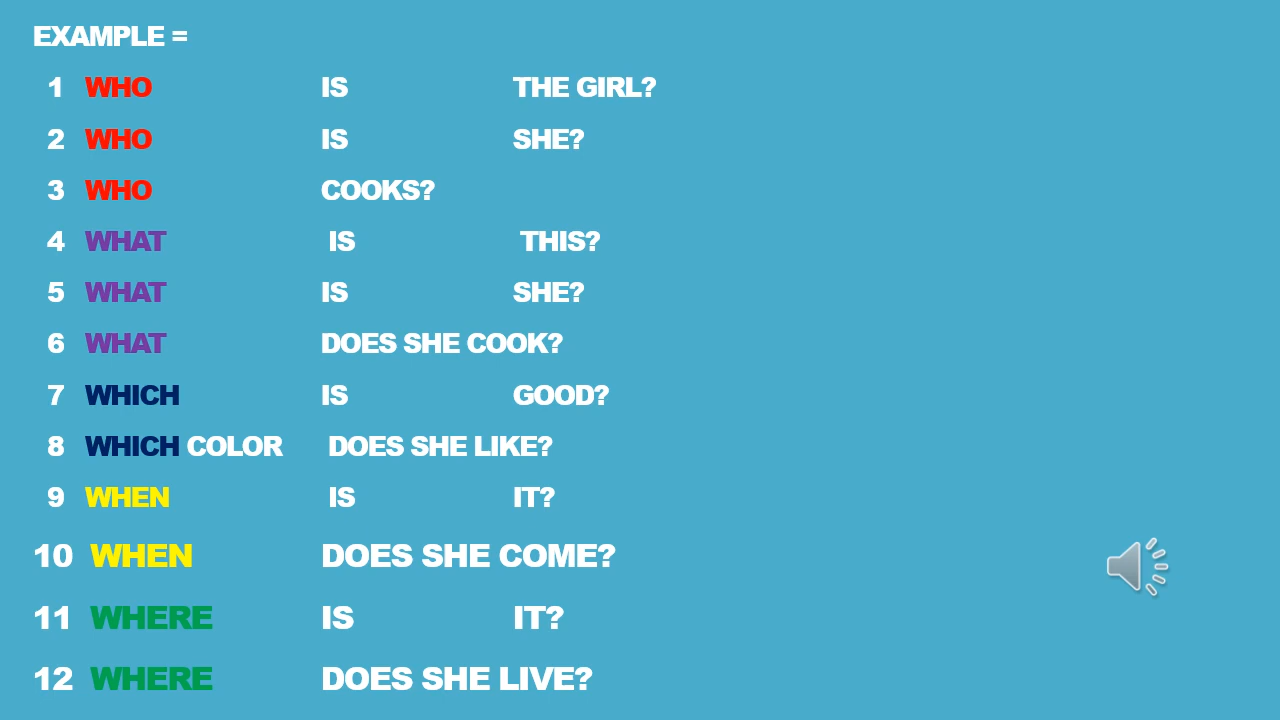 EXAMPLE =
1 WHO IS THE GIRL?
2 WHO IS SHE?
3 WHO COOKS?
4 WHAT IS THIS?
5 WHAT IS SHE?
6 WHAT DOES SHE COOK?
7 WHICH IS GOOD?
8 WHICH COLOR DOES SHE LIKE?
9 WHEN IS IT?
10 WHEN DOES SHE COME?
11 WHERE IS IT?
12 WHERE DOES SHE LIVE?